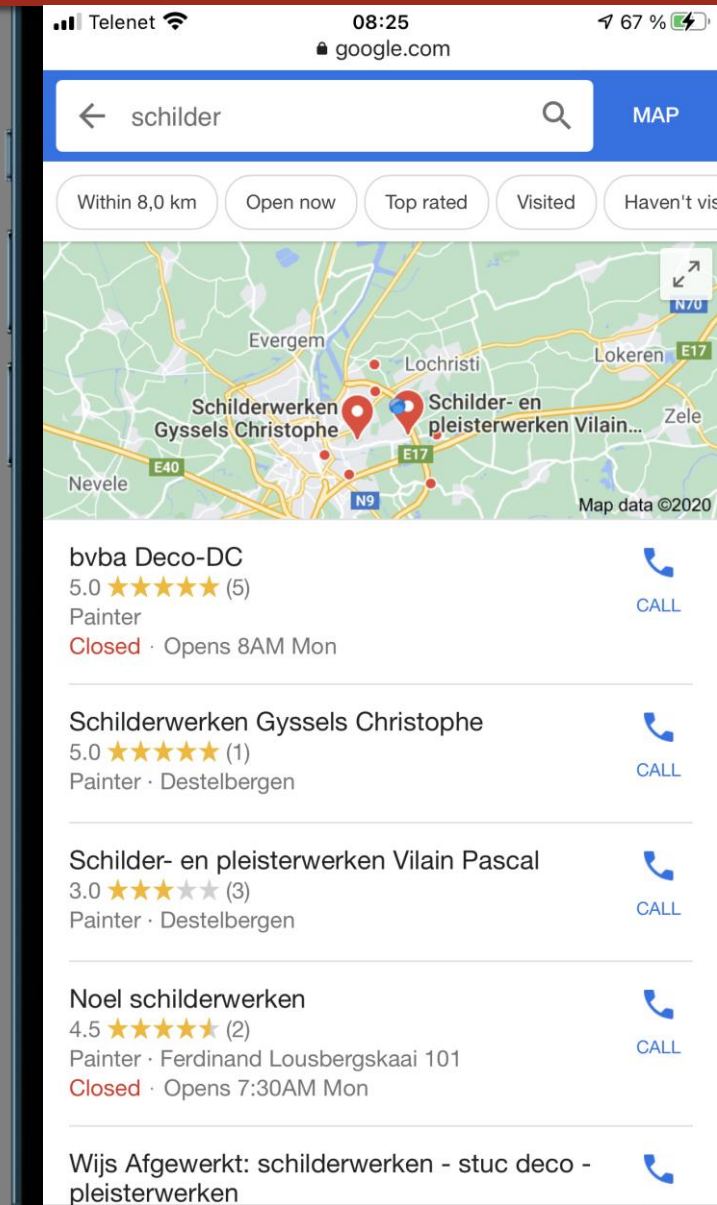 Telenet 08:25 67 %
google.com
schilder MAP
Within 8,0 km Open now Top rated Visited Haven't vis
N70
Evergem
Lochristi
Lokeren E17
Schilderwerken
Gyssels Christophe
Schilder- en
pleisterwerken Vilain...
Zele
E17
E40
Nevele
N9
Map data ©2020
bvba Deco-DC
5.0 (5)
Painter
Closed · Opens 8AM Mon
CALL
Schilderwerken Gyssels Christophe
5.0 (1)
Painter · Destelbergen
CALL
Schilder- en pleisterwerken Vilain Pascal
3.0 (3)
Painter · Destelbergen
CALL
Noel schilderwerken
4.5 (2)
Painter · Ferdinand Lousbergskaai 101
Closed · Opens 7:30AM Mon
CALL
Wijs Afgewerkt: schilderwerken - stuc deco -
pleisterwerken